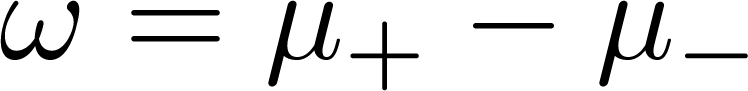 ω = μ₊ − μ₋